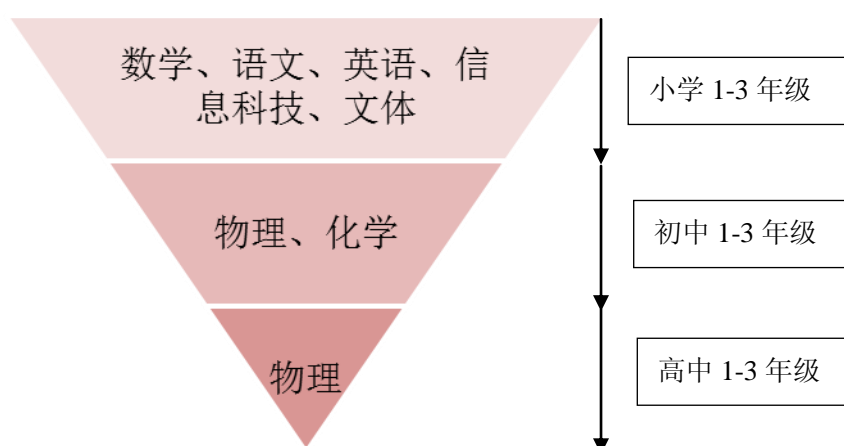 数学、语文、英语、信
息科技、文体
小学 1-3 年级
物理、化学
初中 1-3 年级
物理
高中 1-3 年级